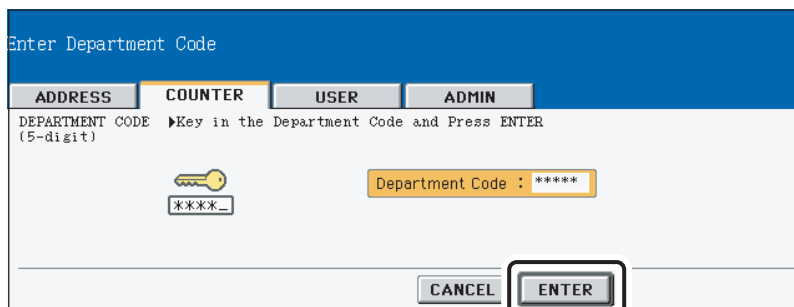 Enter Department Code
ADDRESS COUNTER USER ADMIN
DEPARTMENT CODE ▶Key in the Department Code and Press ENTER
(5-digit)
Department Code : *****
****_
CANCEL ENTER